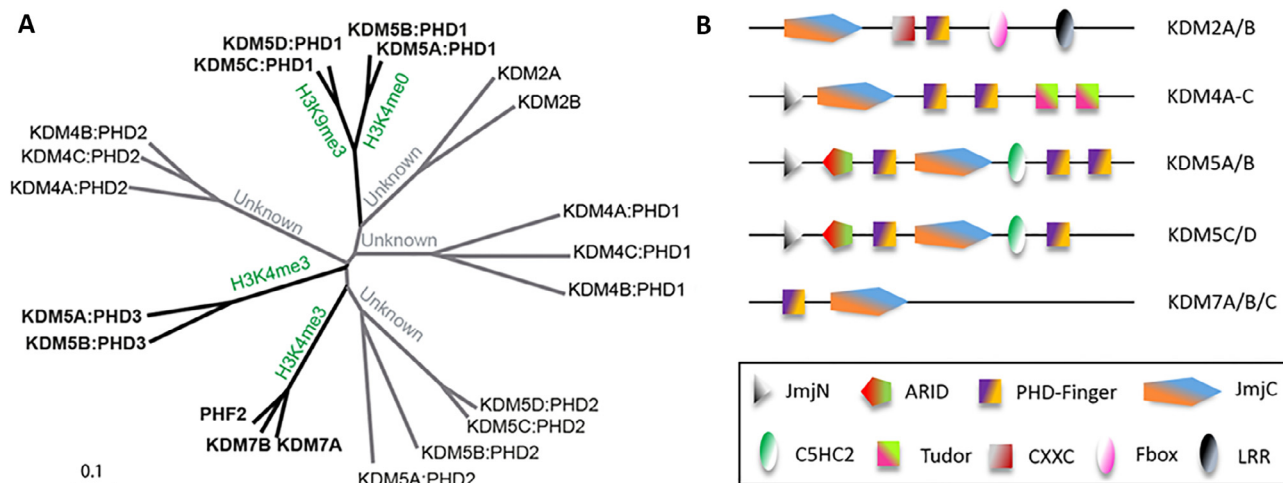 A
KDM5B:PHD1
KDM5D:PHD1
KDM5A:PHD1
KDM5C:PHD1
KDM2A
KDM2B
H3K9me3
H3K4me0
Unknown
KDM4B:PHD2
KDM4C:PHD2
KDM4A:PHD2
Unknown
KDM4A:PHD1
Unknown
KDM4C:PHD1
KDM4B:PHD1
H3K4me3
KDM5A:PHD3
KDM5B:PHD3
H3K4me3
Unknown
PHF2
KDM7B KDM7A
KDM5D:PHD2
KDM5C:PHD2
KDM5B:PHD2
KDM5A:PHD2
0.1
B
KDM2A/B
KDM4A-C
KDM5A/B
KDM5C/D
KDM7A/B/C
JmjN ARID PHD-Finger JmjC
C5HC2 Tudor CXXC Fbox LRR